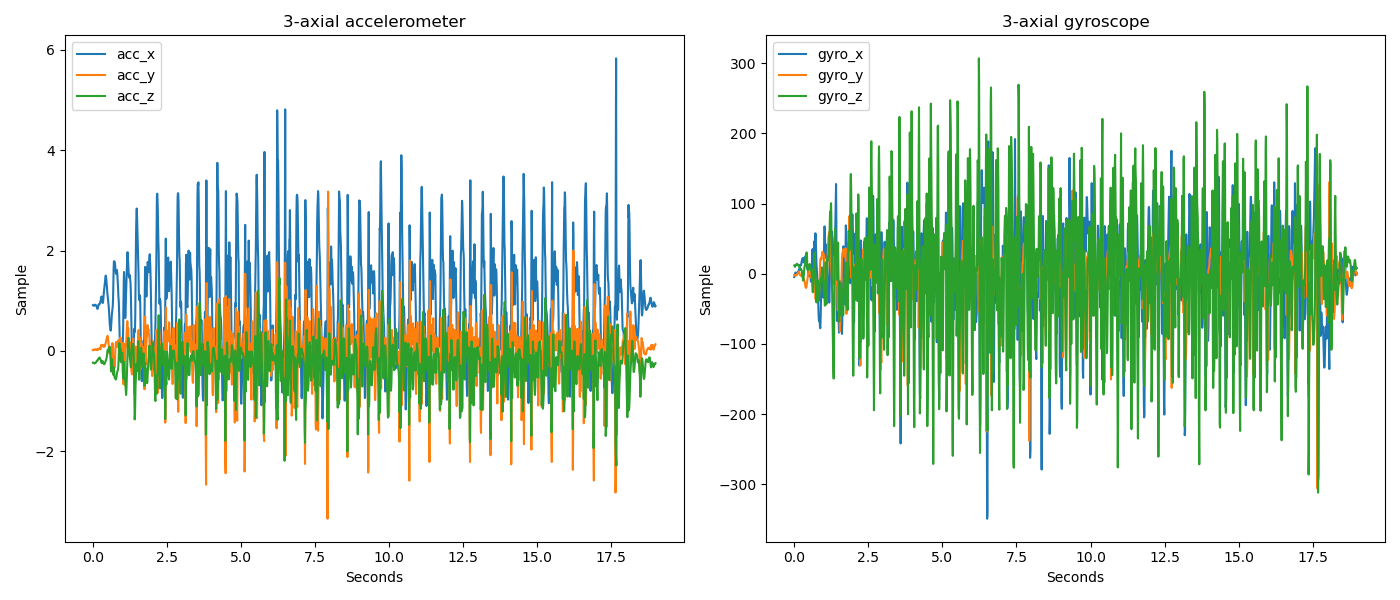 3-axial accelerometer
acc_x
acc_y
acc_z
6
4
2
0
−2
Sample
0.0 2.5 5.0 7.5 10.0 12.5 15.0 17.5
Seconds
3-axial gyroscope
gyro_x
gyro_y
gyro_z
300
200
100
0
−100
−200
−300
Sample
0.0 2.5 5.0 7.5 10.0 12.5 15.0 17.5
Seconds